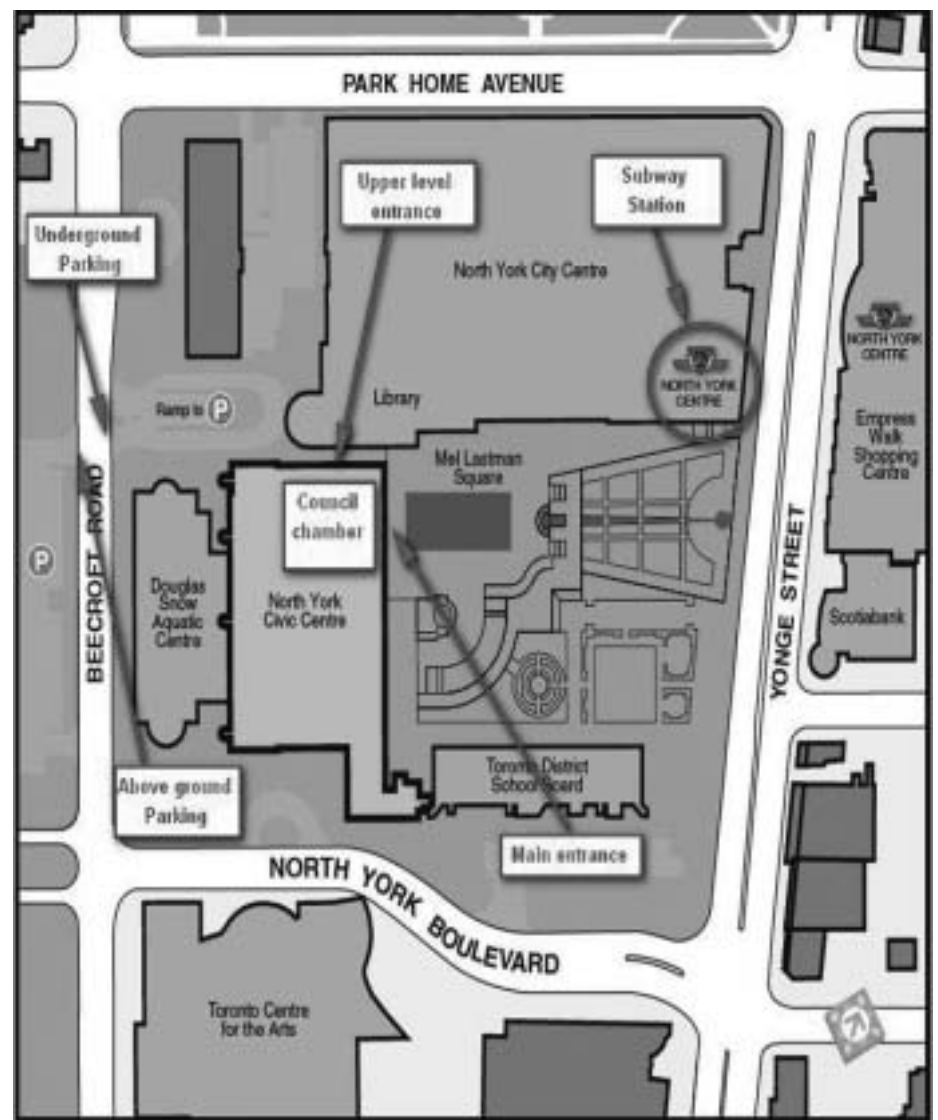 PARK HOME AVENUE
Upper level
entrance
Subway
Station
Underground
Parking
North York City Centre
NORTH YORK
CENTRE
NORTH YORK
CENTRE
Library
Ramp to P
Empress
Walk
Shopping
Centre
Mel Lastman
Square
Council
chamber
BEECROFT ROAD
P
Douglas
Snow
Aquatic
Centre
North York
Civic Centre
YONGE STREET
Scotiabank
Toronto District
School Board
Above ground
Parking
Main entrance
NORTH YORK BOULEVARD
Toronto Centre
for the Arts